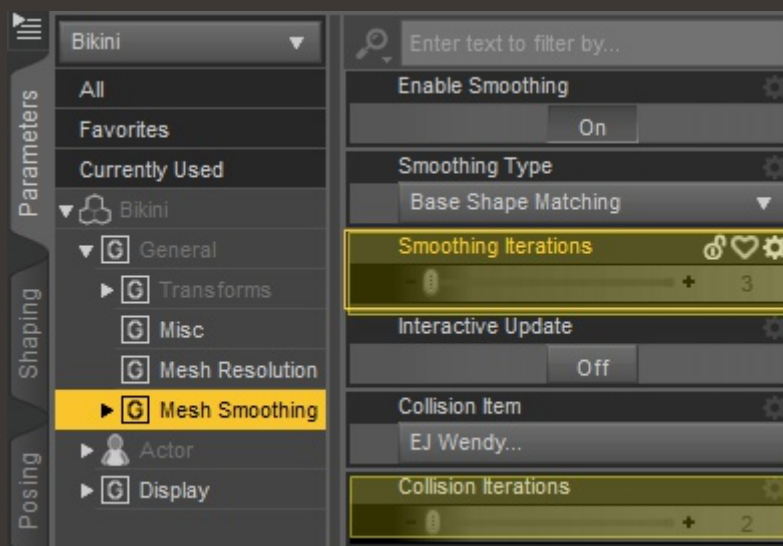 Parameters
Shaping
Posing
Bikini
All
Favorites
Currently Used
Bikini
G General
G Transforms
G Misc
G Mesh Resolution
G Mesh Smoothing
Actor
G Display
Enter text to filter by...
Enable Smoothing
On
Smoothing Type
Base Shape Matching
Smoothing Iterations
- + 3
Interactive Update
Off
Collision Item
EJ Wendy...
Collision Iterations
- + 2